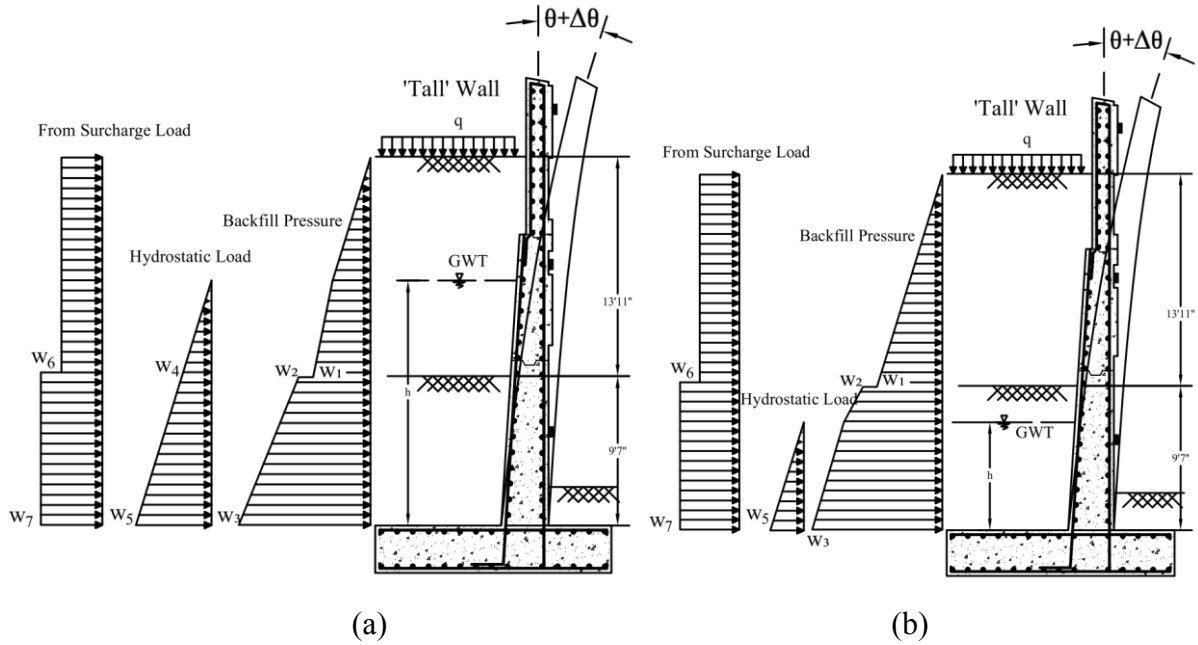 θ+Δθ
'Tall' Wall
q
From Surcharge Load
Backfill Pressure
Hydrostatic Load
GWT
13'11"
W6
W4
W2
W1
h
9'7"
W7
W5
W3
(a)
θ+Δθ
'Tall' Wall
q
From Surcharge Load
Backfill Pressure
13'11"
W6
W2
W1
Hydrostatic Load
GWT
9'7"
h
W7
W5
W3
(b)